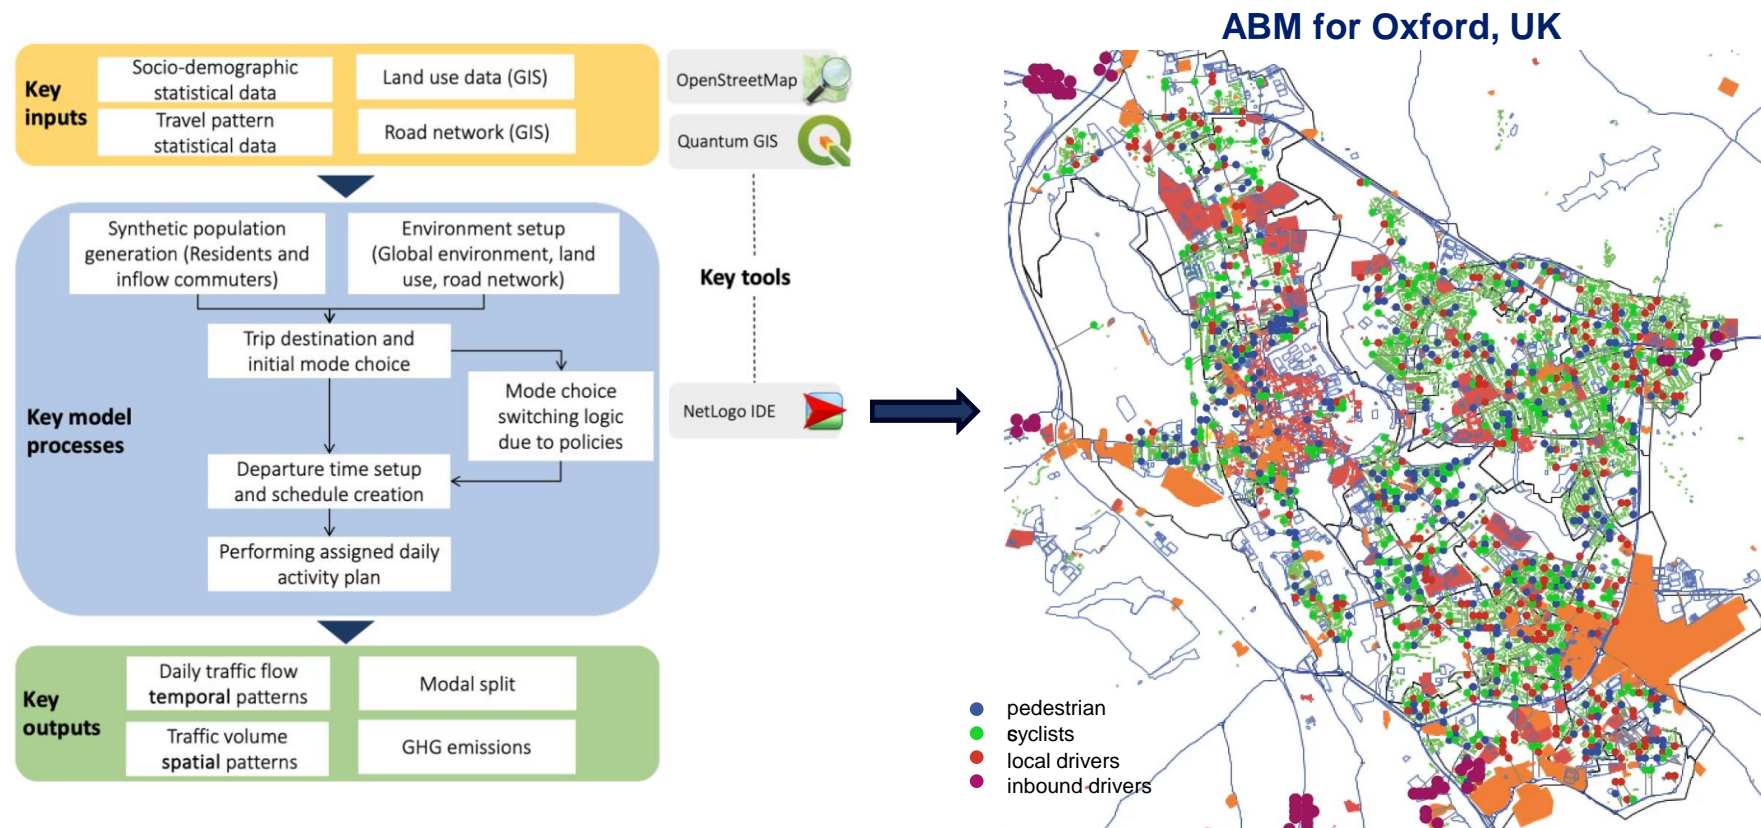 ABM for Oxford, UK
Key
inputs
Socio-demographic
statistical data
Land use data (GIS)
Travel pattern
statistical data
Road network (GIS)
OpenStreetMap
Quantum GIS
Key tools
NetLogo IDE
Key model
processes
Synthetic population
generation (Residents and
inflow commuters)
Environment setup
(Global environment, land
use, road network)
Trip destination and
initial mode choice
Mode choice
switching logic
due to policies
Departure time setup
and schedule creation
Performing assigned daily
activity plan
Key
outputs
Daily traffic flow
temporal patterns
Modal split
Traffic volume
spatial patterns
GHG emissions
pedestrian
s
cyclists
local drivers
inbound drivers